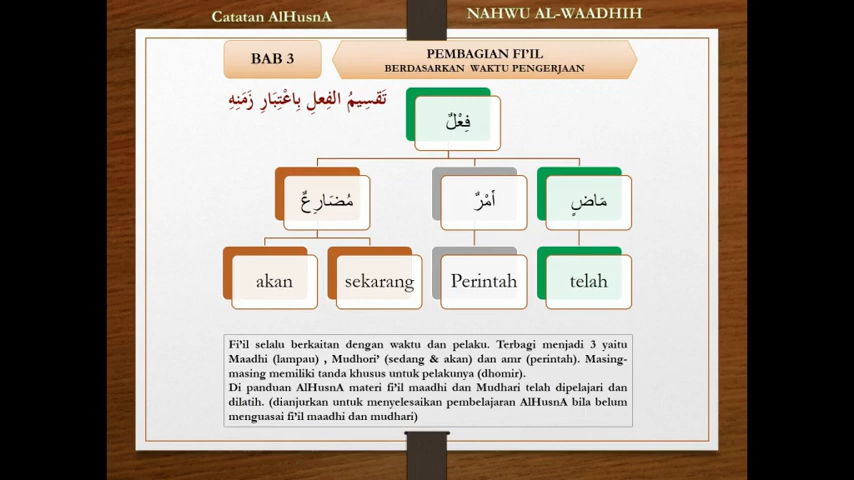 Catatan AlHusnA
NAHWU AL-WAADHIH
BAB 3
PEMBAGIAN FI'IL
BERDASARKAN WAKTU PENGERJAAN
تَقسِيمُ الفِعلِ بِاعْتِبَارِ زَمَنِهِ
فِعْلٌ
مُضَارِعٌ
أَمْرٌ
مَاضٍ
akan
sekarang
Perintah
telah
Fi'il selalu berkaitan dengan waktu dan pelaku. Terbagi menjadi 3 yaitu
Maadhi (lampau) , Mudhori' (sedang & akan) dan amr (perintah). Masing-
masing memiliki tanda khusus untuk pelakunya (dhomir).
Di panduan AlHusnA materi fi'il maadhi dan Mudhari telah dipelajari dan
dilatih. (dianjurkan untuk menyelesaikan pembelajaran AlHusnA bila belum
menguasai fi'il maadhi dan mudhari)